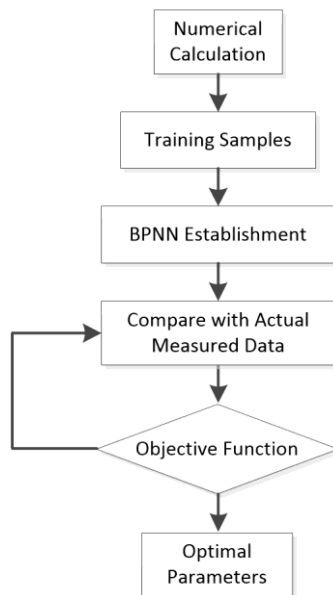 Numerical
Calculation
Training Samples
BPNN Establishment
Compare with Actual
Measured Data
Objective Function
Optimal
Parameters